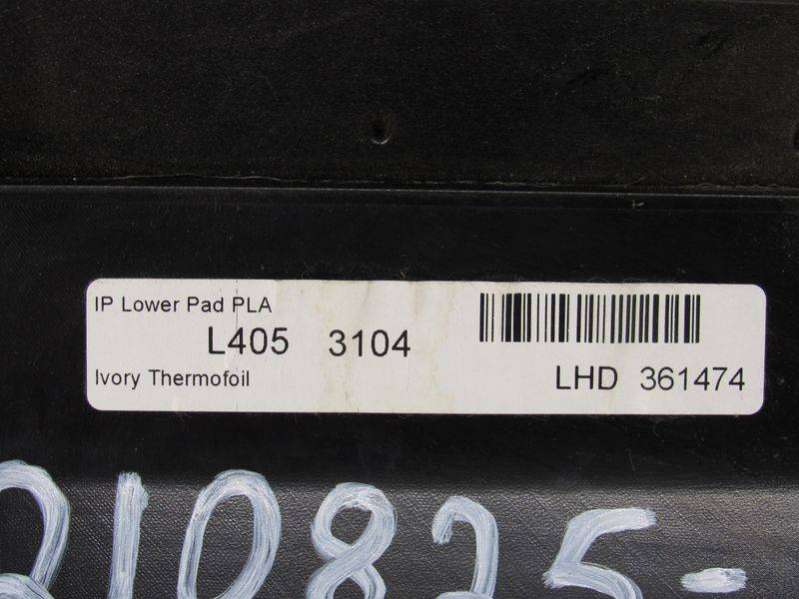 IP Lower Pad PLA
L405 3104
Ivory Thermofoil
LHD 361474
210825-